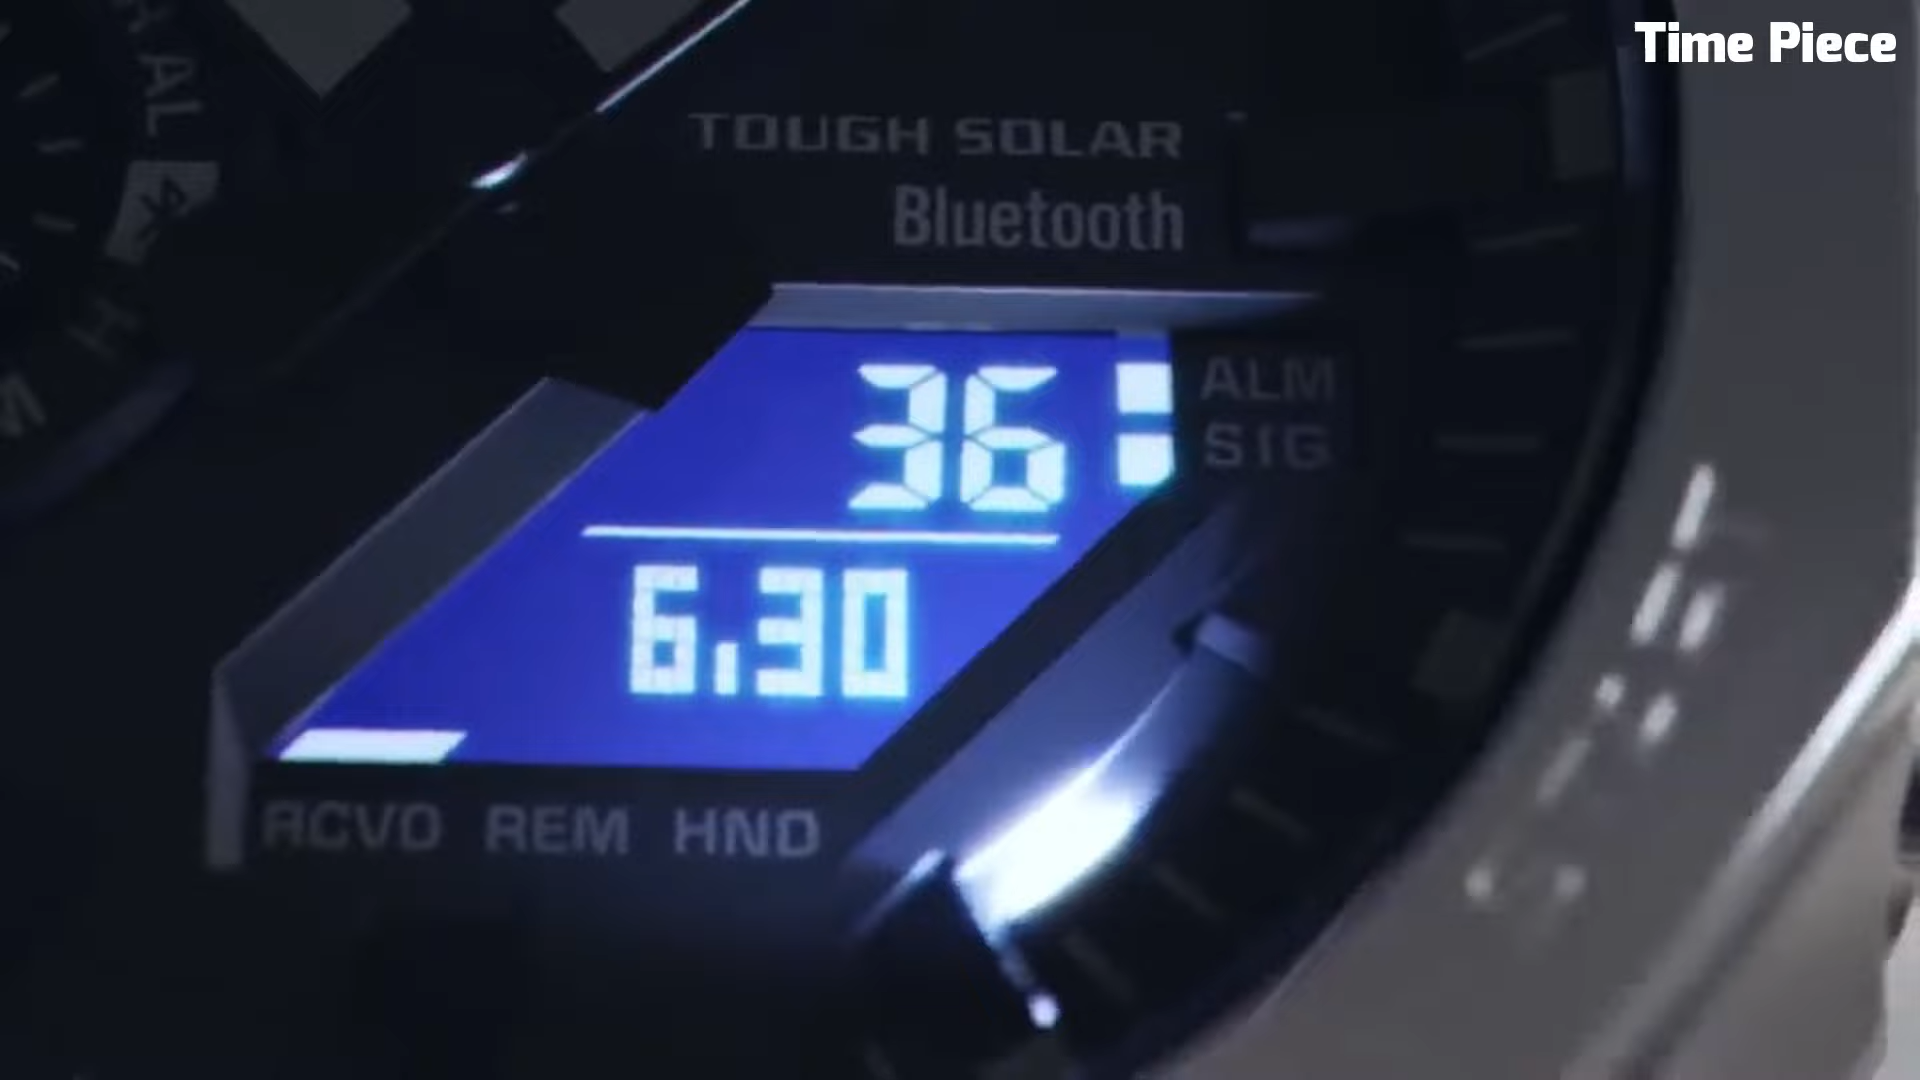 Time Piece
TOUGH SOLAR
Bluetooth
36
ALM
SIG
6.30
RCVD REM HND